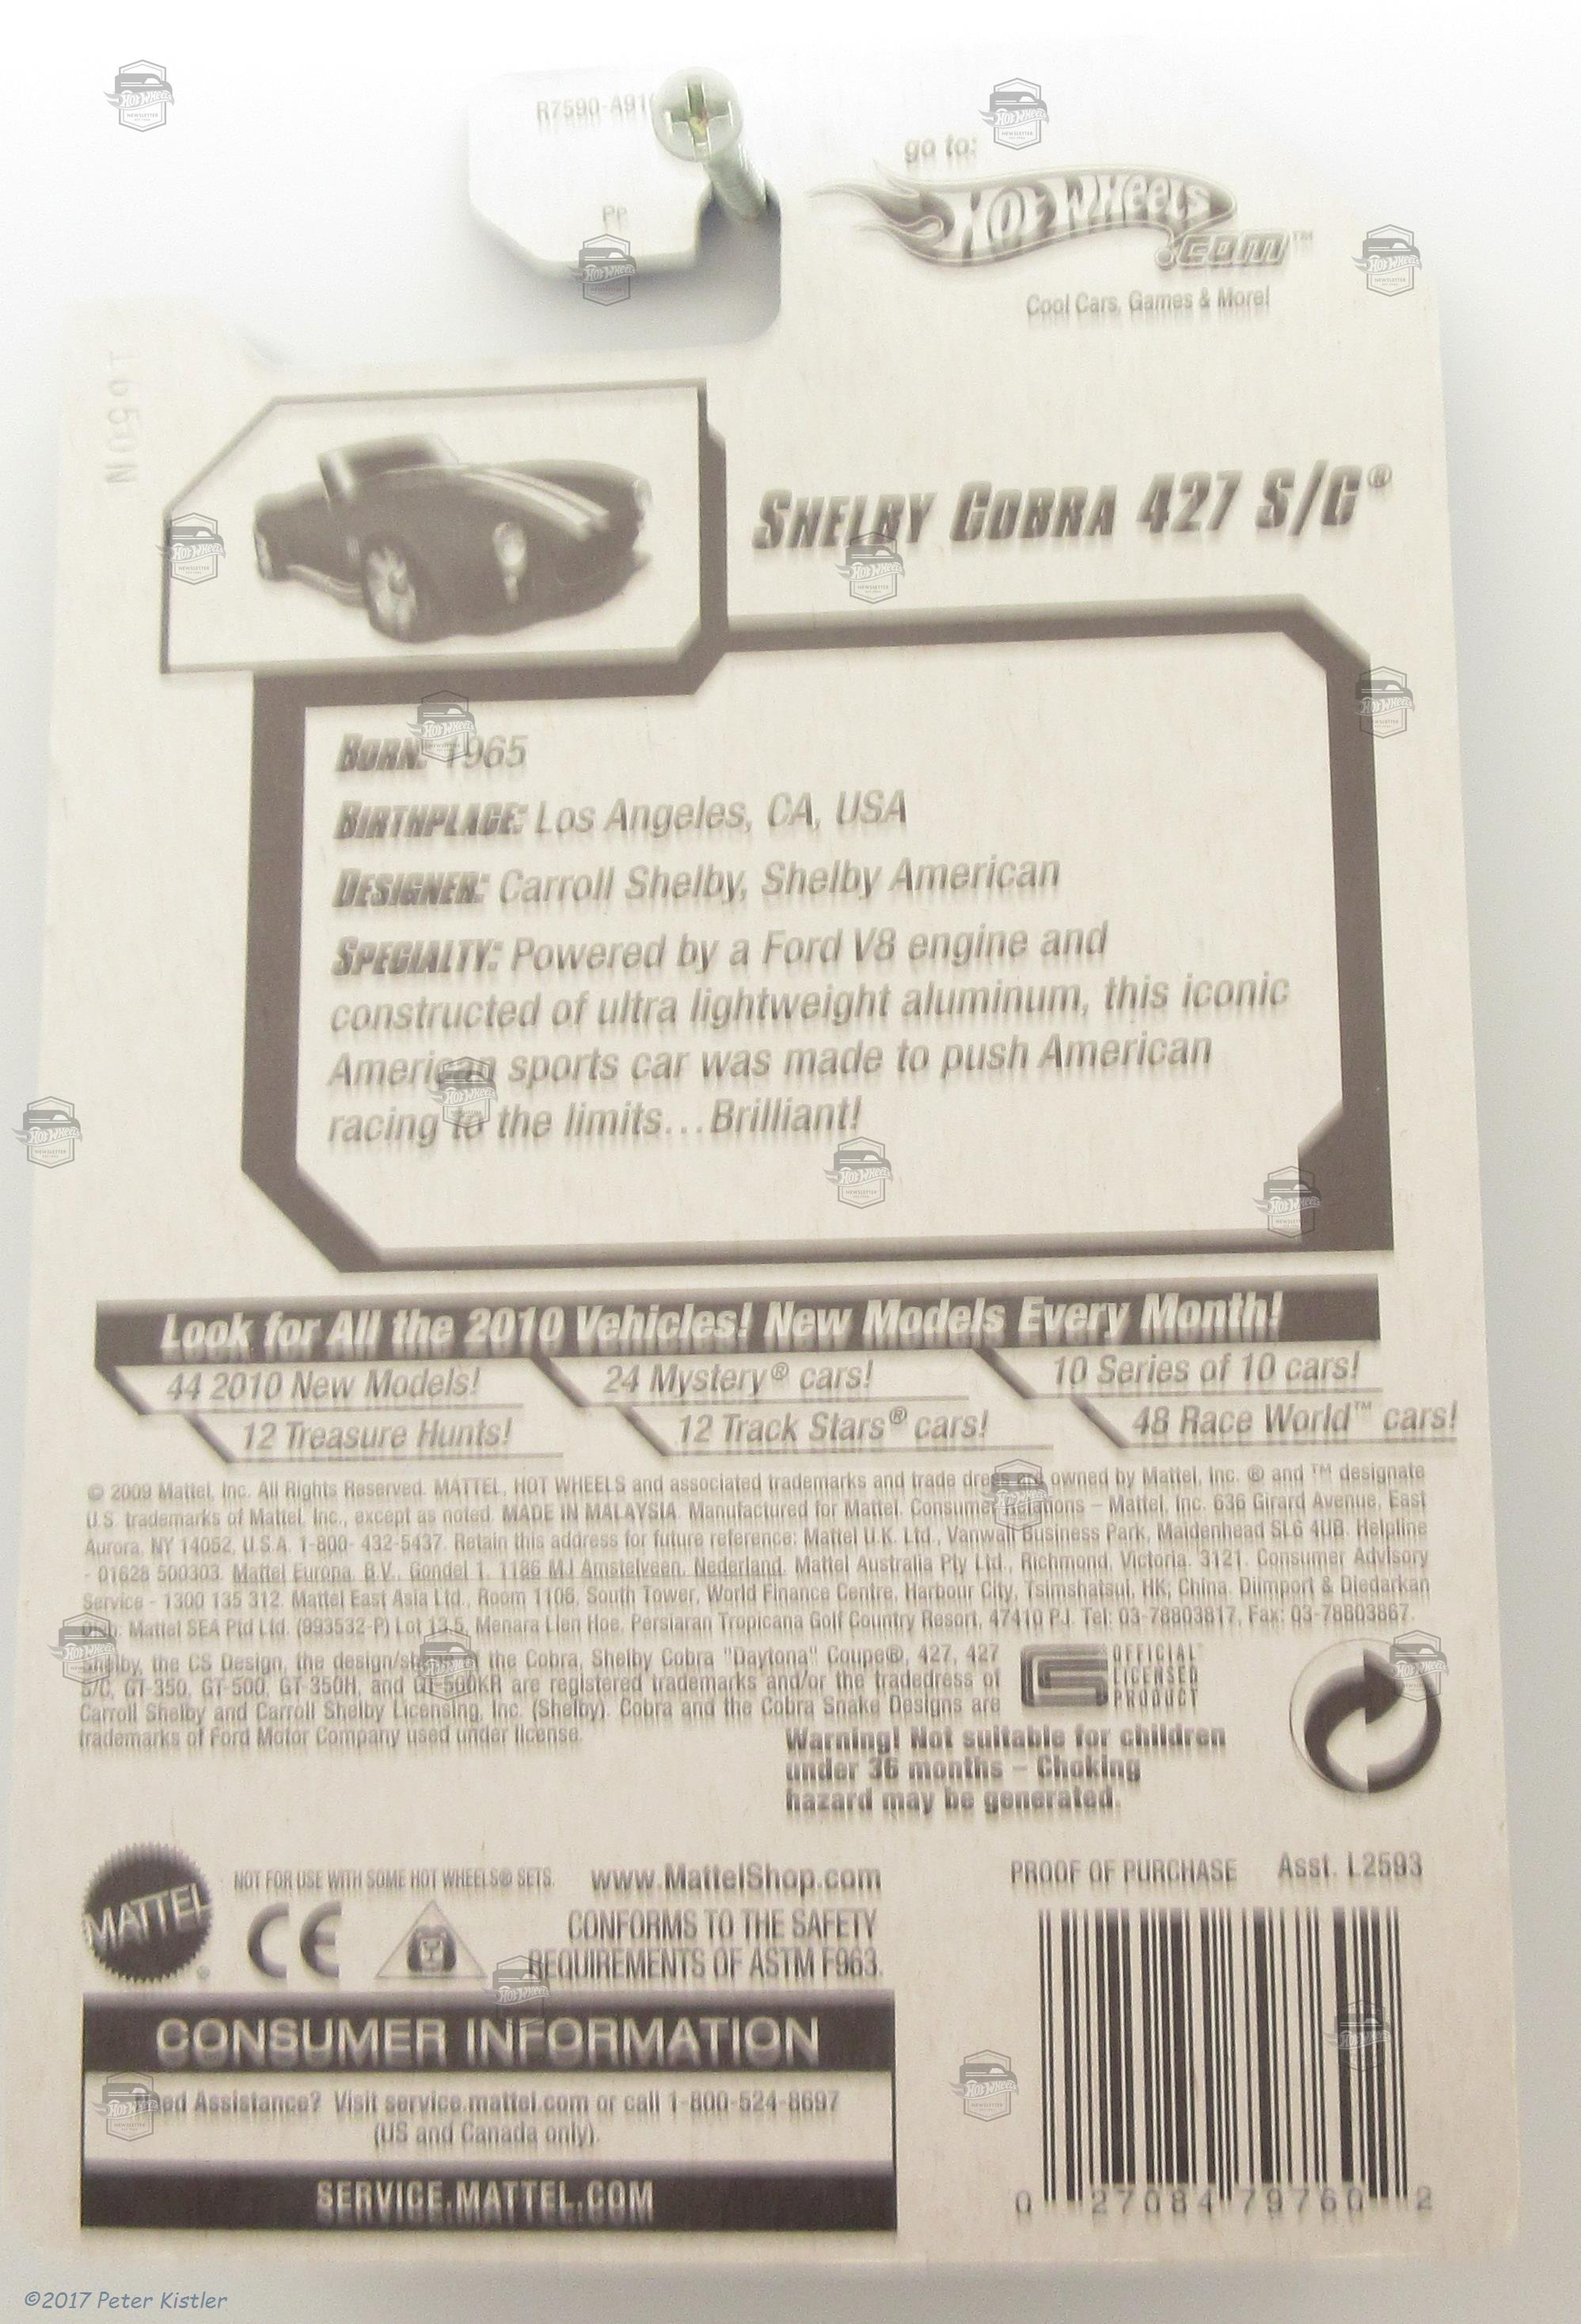 R7590-A91
PP
go to:
Hot Wheels
.com™
Cool Cars, Games & More!
1650N
Shelby Cobra 427 S/C®
Born: 1965
Birthplace: Los Angeles, CA, USA
Designer: Carroll Shelby, Shelby American
Specialty: Powered by a Ford V8 engine and
constructed of ultra lightweight aluminum, this iconic
American sports car was made to push American
racing to the limits…Brilliant!
Look for All the 2010 Vehicles! New Models Every Month!
44 2010 New Models! 24 Mystery® cars! 10 Series of 10 cars!
12 Treasure Hunts! 12 Track Stars® cars! 48 Race World™ cars!
© 2009 Mattel, Inc. All Rights Reserved. MATTEL, HOT WHEELS and associated trademarks and trade dress are owned by Mattel, Inc. ® and ™ designate
U.S. trademarks of Mattel, Inc., except as noted. MADE IN MALAYSIA. Manufactured for Mattel. Consumer Relations – Mattel, Inc. 636 Girard Avenue, East
Aurora, NY 14052, U.S.A. 1-800- 432-5437. Retain this address for future reference: Mattel U.K. Ltd., Vanwall Business Park, Maidenhead SL6 4UB. Helpline
- 01628 500303. Mattel Europa, B.V., Gondel 1, 1186 MJ Amstelveen, Nederland. Mattel Australia Pty Ltd., Richmond, Victoria. 3121. Consumer Advisory
Service - 1300 135 312. Mattel East Asia Ltd., Room 1106, South Tower, World Finance Centre, Harbour City, Tsimshatsui, HK, China. Diimport & Diedarkan
Oleh: Mattel SEA Ptd Ltd. (993532-P) Lot 13.5, Menara Lien Hoe, Persiaran Tropicana Golf Country Resort, 47410 PJ. Tel: 03-78803817, Fax: 03-78803867.
Shelby, the CS Design, the design/shape of the Cobra, Shelby Cobra "Daytona" Coupe®, 427, 427
S/C, GT-350, GT-500, GT-350H, and GT-500KR are registered trademarks and/or the tradedress of
Carroll Shelby and Carroll Shelby Licensing, Inc. (Shelby). Cobra and the Cobra Snake Designs are
trademarks of Ford Motor Company used under license.
OFFICIAL
LICENSED
PRODUCT
Warning! Not suitable for children
under 36 months – Choking
hazard may be generated.
MATTEL®
NOT FOR USE WITH SOME HOT WHEELS® SETS.
CE
www.MattelShop.com
CONFORMS TO THE SAFETY
REQUIREMENTS OF ASTM F963.
PROOF OF PURCHASE Asst. L2593
CONSUMER INFORMATION
Need Assistance? Visit service.mattel.com or call 1-800-524-8697
(US and Canada only).
SERVICE.MATTEL.COM
0 27084 79760 2
©2017 Peter Kistler